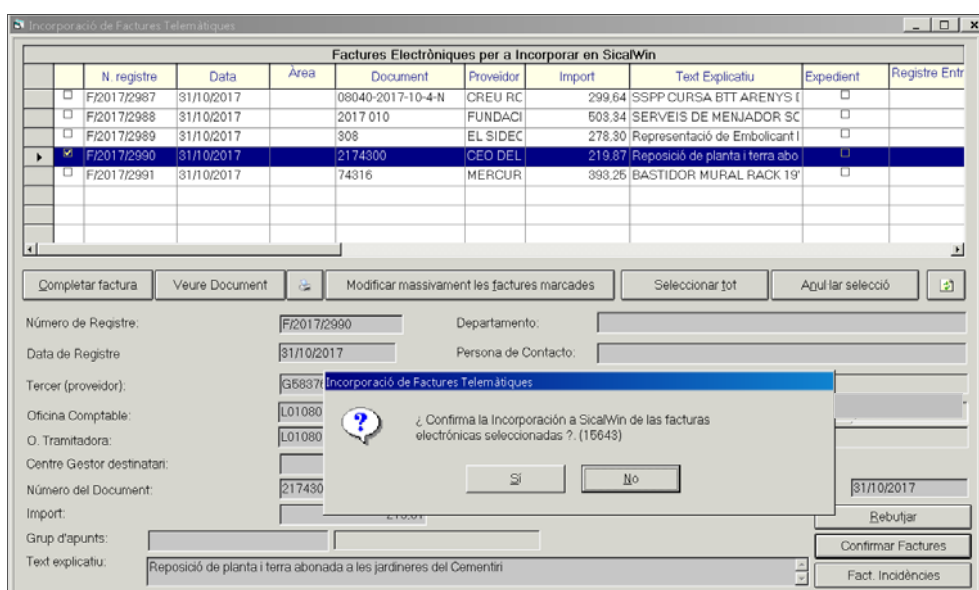 Incorporació de Factures Telemàtiques
Factures Electròniques per a Incorporar en SicalWin
N. registre Data Àrea Document Proveidor Import Text Explicatiu Expedient Registre Entr
F/2017/2987 31/10/2017 08040-2017-10-4-N CREU RC 299,64 SSPP CURSA BTT ARENYS
F/2017/2988 31/10/2017 2017 010 FUNDACI 503,34 SERVEIS DE MENJADOR SC
F/2017/2989 31/10/2017 308 EL SIDEC 278,30 Representació de Embolicant
F/2017/2990 31/10/2017 2174300 CEO DEL 219,87 Reposició de planta i terra abo
F/2017/2991 31/10/2017 74316 MERCUR 393,25 BASTIDOR MURAL RACK 19"
Completar factura Veure Document Modificar massivament les factures marcades Seleccionar tot Anul·lar selecció
Número de Registre: F/2017/2990 Departamento:
Data de Registre 31/10/2017 Persona de Contacto:
Tercer (proveidor): G5837
Incorporació de Factures Telemàtiques
Oficina Comptable: L01080
¿ Confirma la Incorporación a SicalWin de las facturas
electrónicas seleccionadas ?. (15643)
O. Tramitadora: L01080
Centre Gestor destinatari:
Sí No
Número del Document: 217430 31/10/2017
Import:
Rebutjar
Grup d'apunts:
Confirmar Factures
Text explicatiu: Reposició de planta i terra abonada a les jardineres del Cementiri
Fact. Incidències